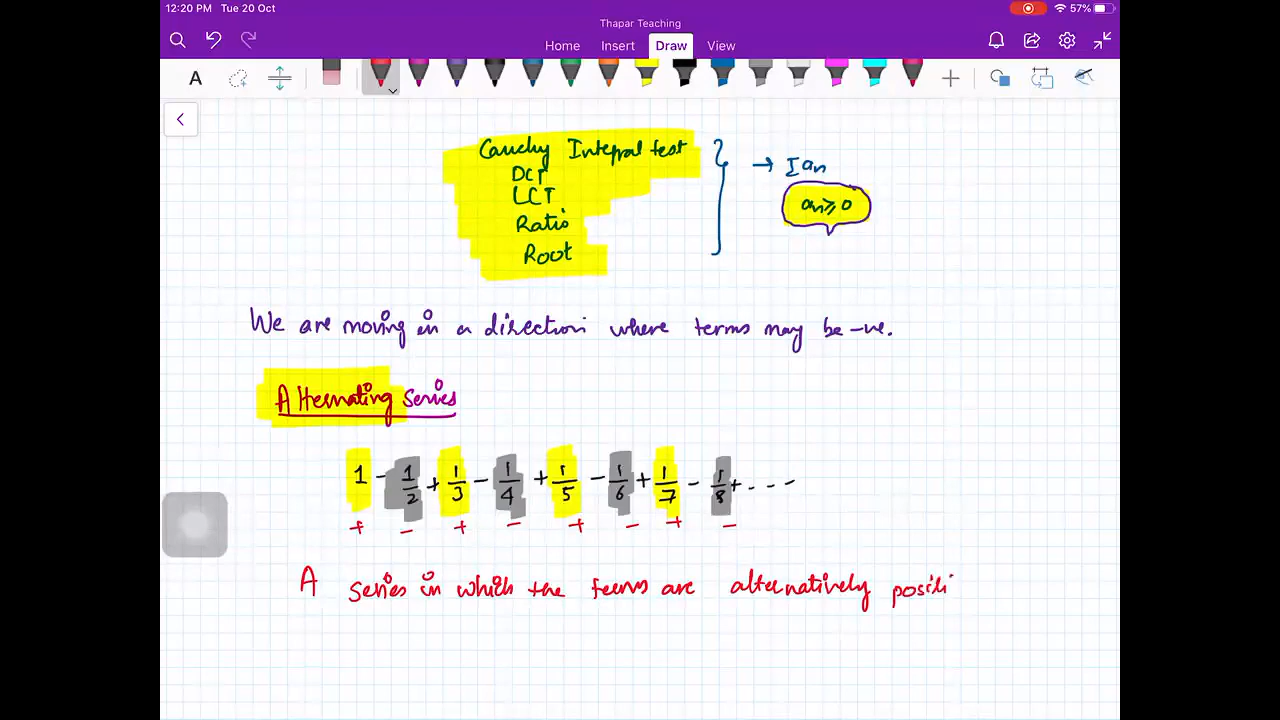 12:20 PM Tue 20 Oct 57%
Thapar Teaching
Home Insert Draw View
A
Cauchy Integral test
DCT
LCT
Ratio
Root
→ Σan
an ≥ 0
We are moving in a direction where terms may be -ve.
Alternating Series
1 - 1/2 + 1/3 - 1/4 + 1/5 - 1/6 + 1/7 - 1/8 + - - -
+ - + - + - + -
A series in which the terms are alternatively positi